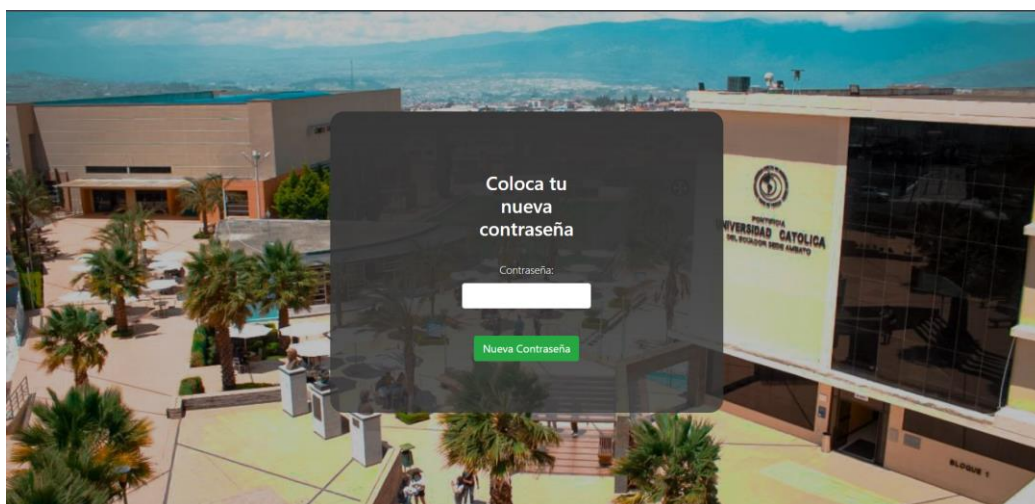 Coloca tu
nueva
contraseña
Contraseña:
Nueva Contraseña
PONTIFICIA
UNIVERSIDAD CATOLICA
DEL ECUADOR SEDE AMBATO
BLOQUE 1